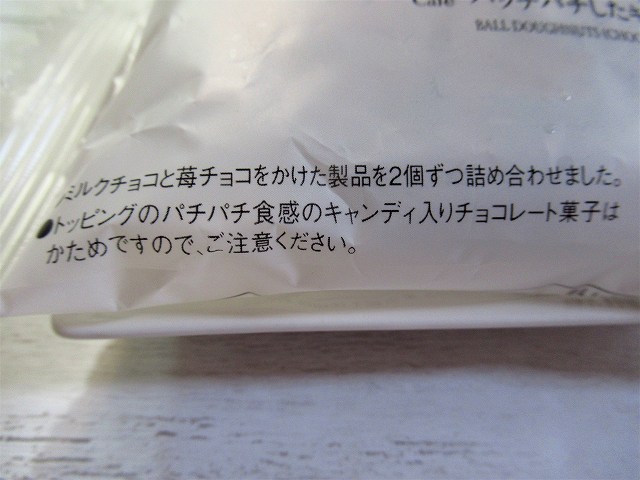 Café パチパチした
BALL DOUGHNUTS (CHOC
ミルクチョコと苺チョコをかけた製品を2個ずつ詰め合わせました。
●トッピングのパチパチ食感のキャンディ入りチョコレート菓子は
かためですので、ご注意ください。